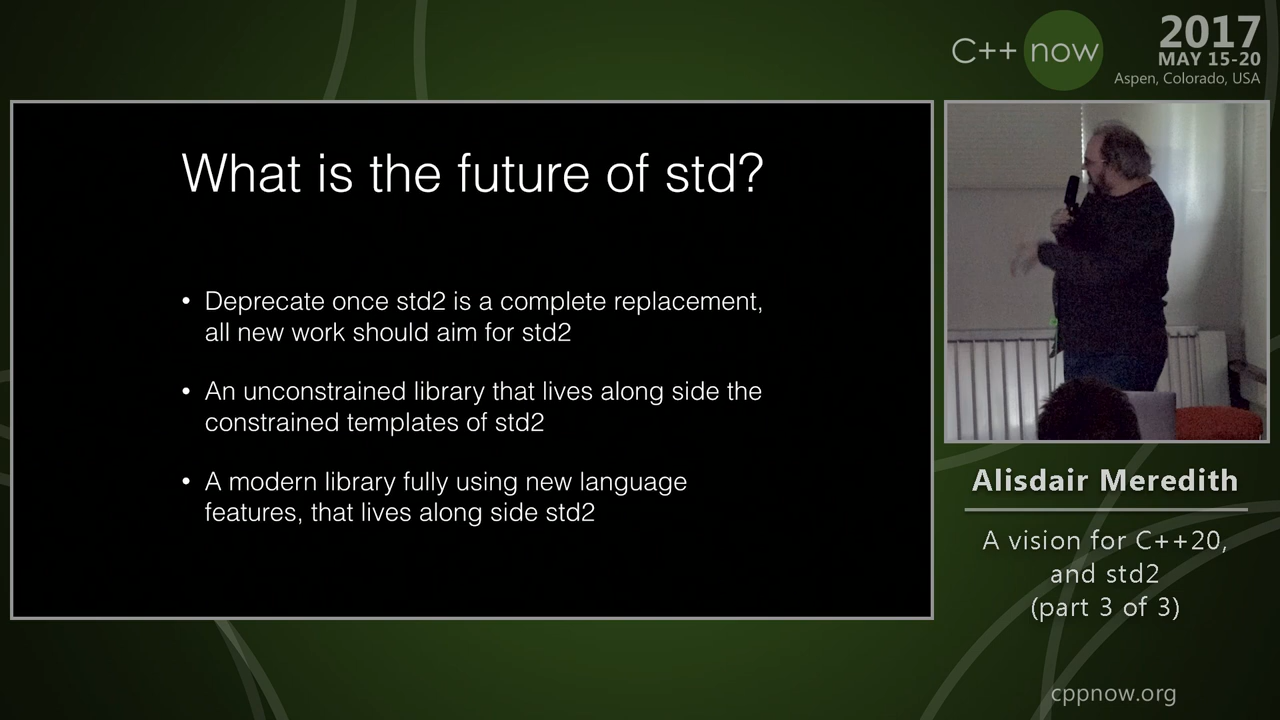 C++ now
2017
MAY 15-20
Aspen, Colorado, USA
What is the future of std?
• Deprecate once std2 is a complete replacement,
all new work should aim for std2
• An unconstrained library that lives along side the
constrained templates of std2
• A modern library fully using new language
features, that lives along side std2
Alisdair Meredith
A vision for C++20,
and std2
(part 3 of 3)
cppnow.org